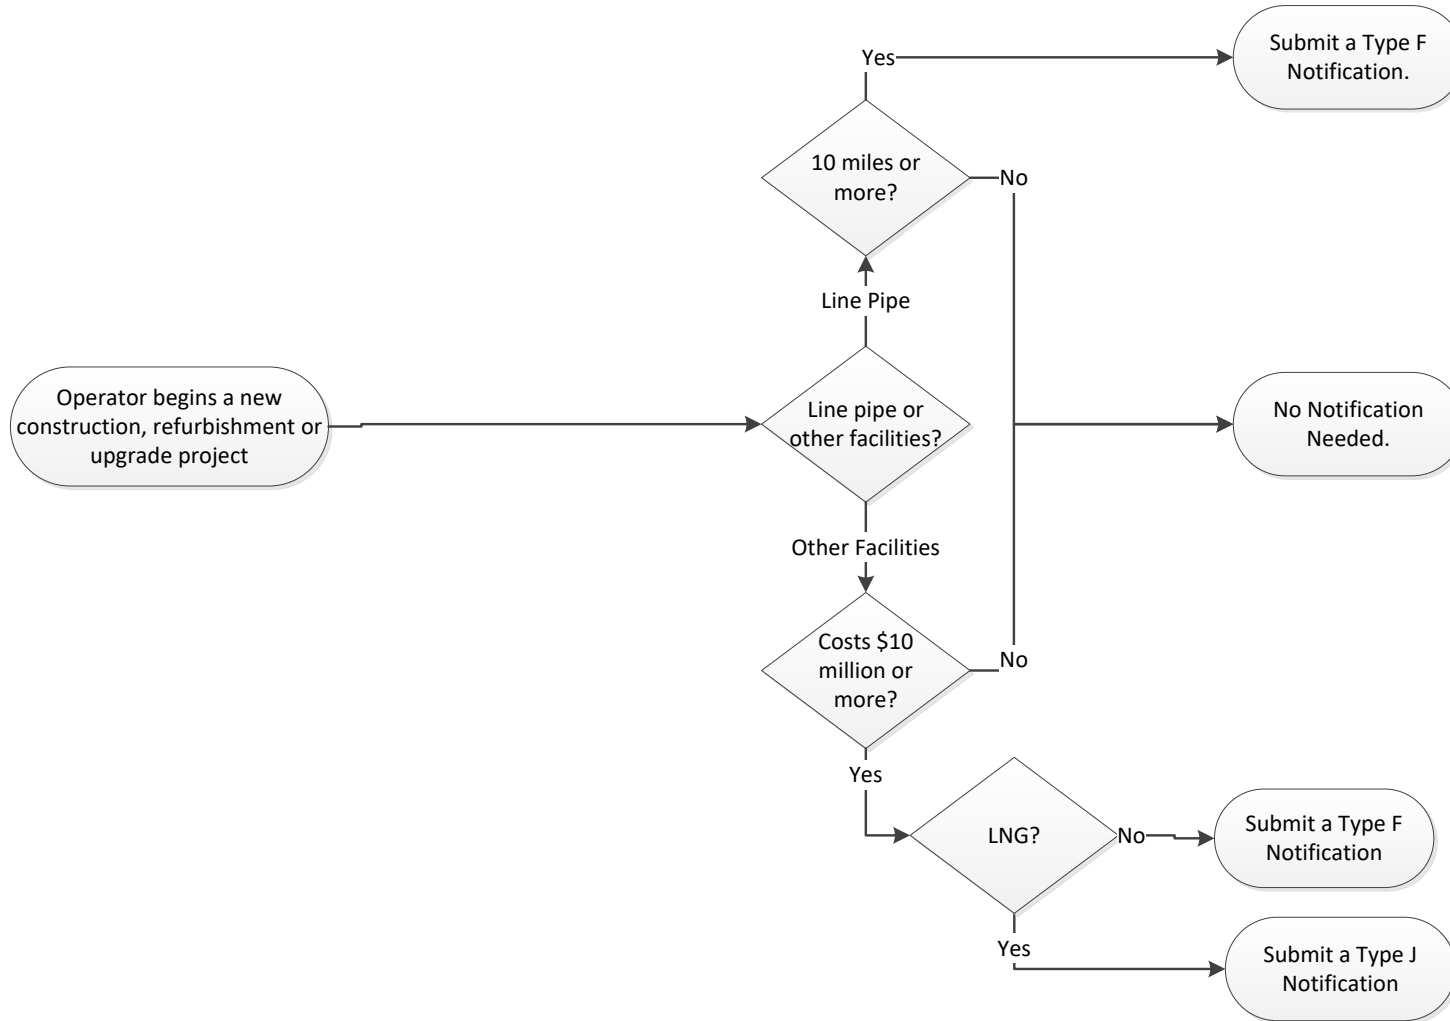 Yes
Submit a Type F
Notification.
10 miles or
more?
No
Line Pipe
Operator begins a new
construction, refurbishment or
upgrade project
Line pipe or
other facilities?
No Notification
Needed.
Other Facilities
Costs $10
million or
more?
No
Yes
LNG?
No
Submit a Type F
Notification
Yes
Submit a Type J
Notification